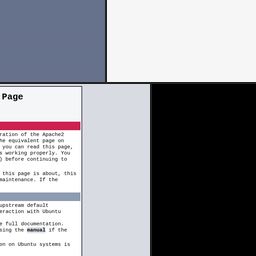 Page
ration of the Apache2
he equivalent page on
you can read this page,
s working properly. You
) before continuing to
this page is about, this
maintenance. If the
upstream default
eraction with Ubuntu
e full documentation.
sing the manual if the
on on Ubuntu systems is